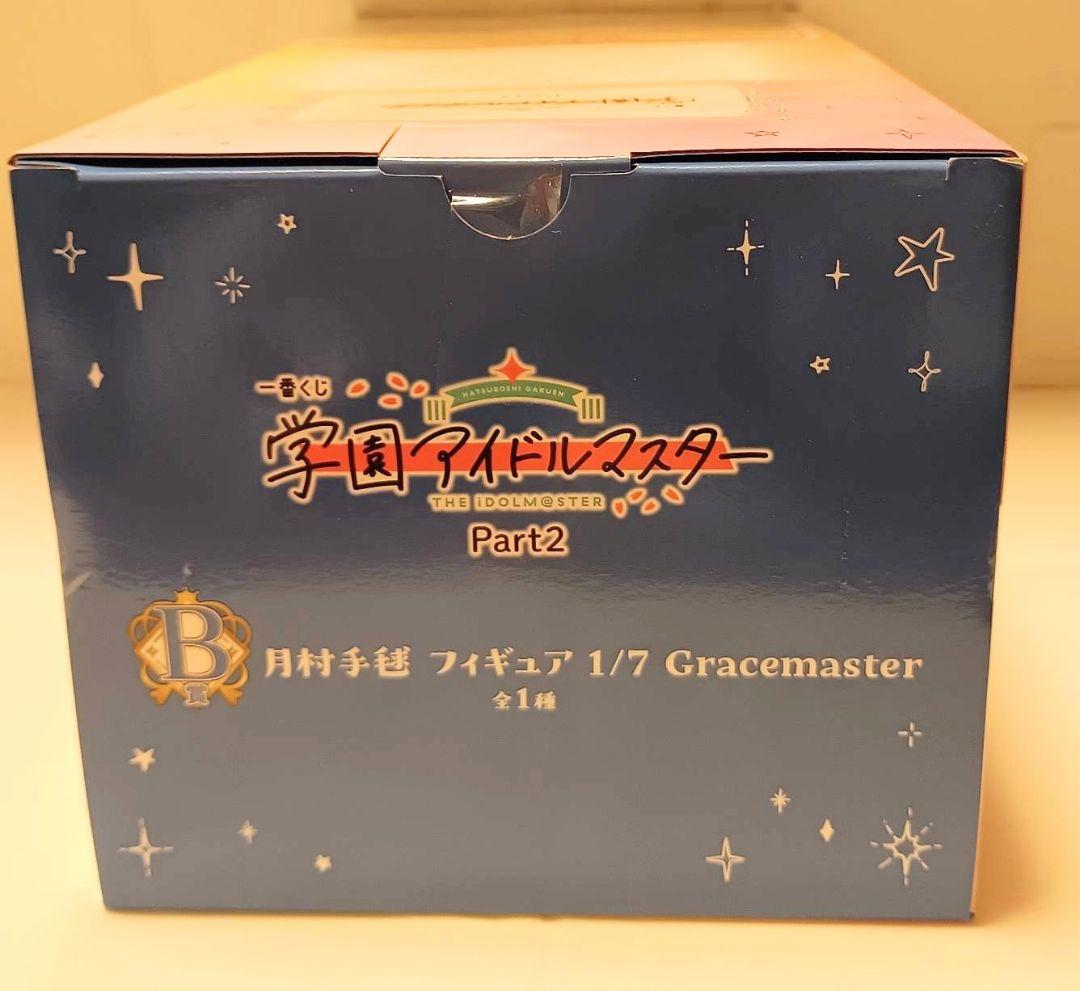 一番くじ
HATSUBOSHI GAKUEN
学園アイドルマスター
THE iDOLM@STER
Part2
B賞
月村手毬 フィギュア 1/7 Gracemaster
全1種